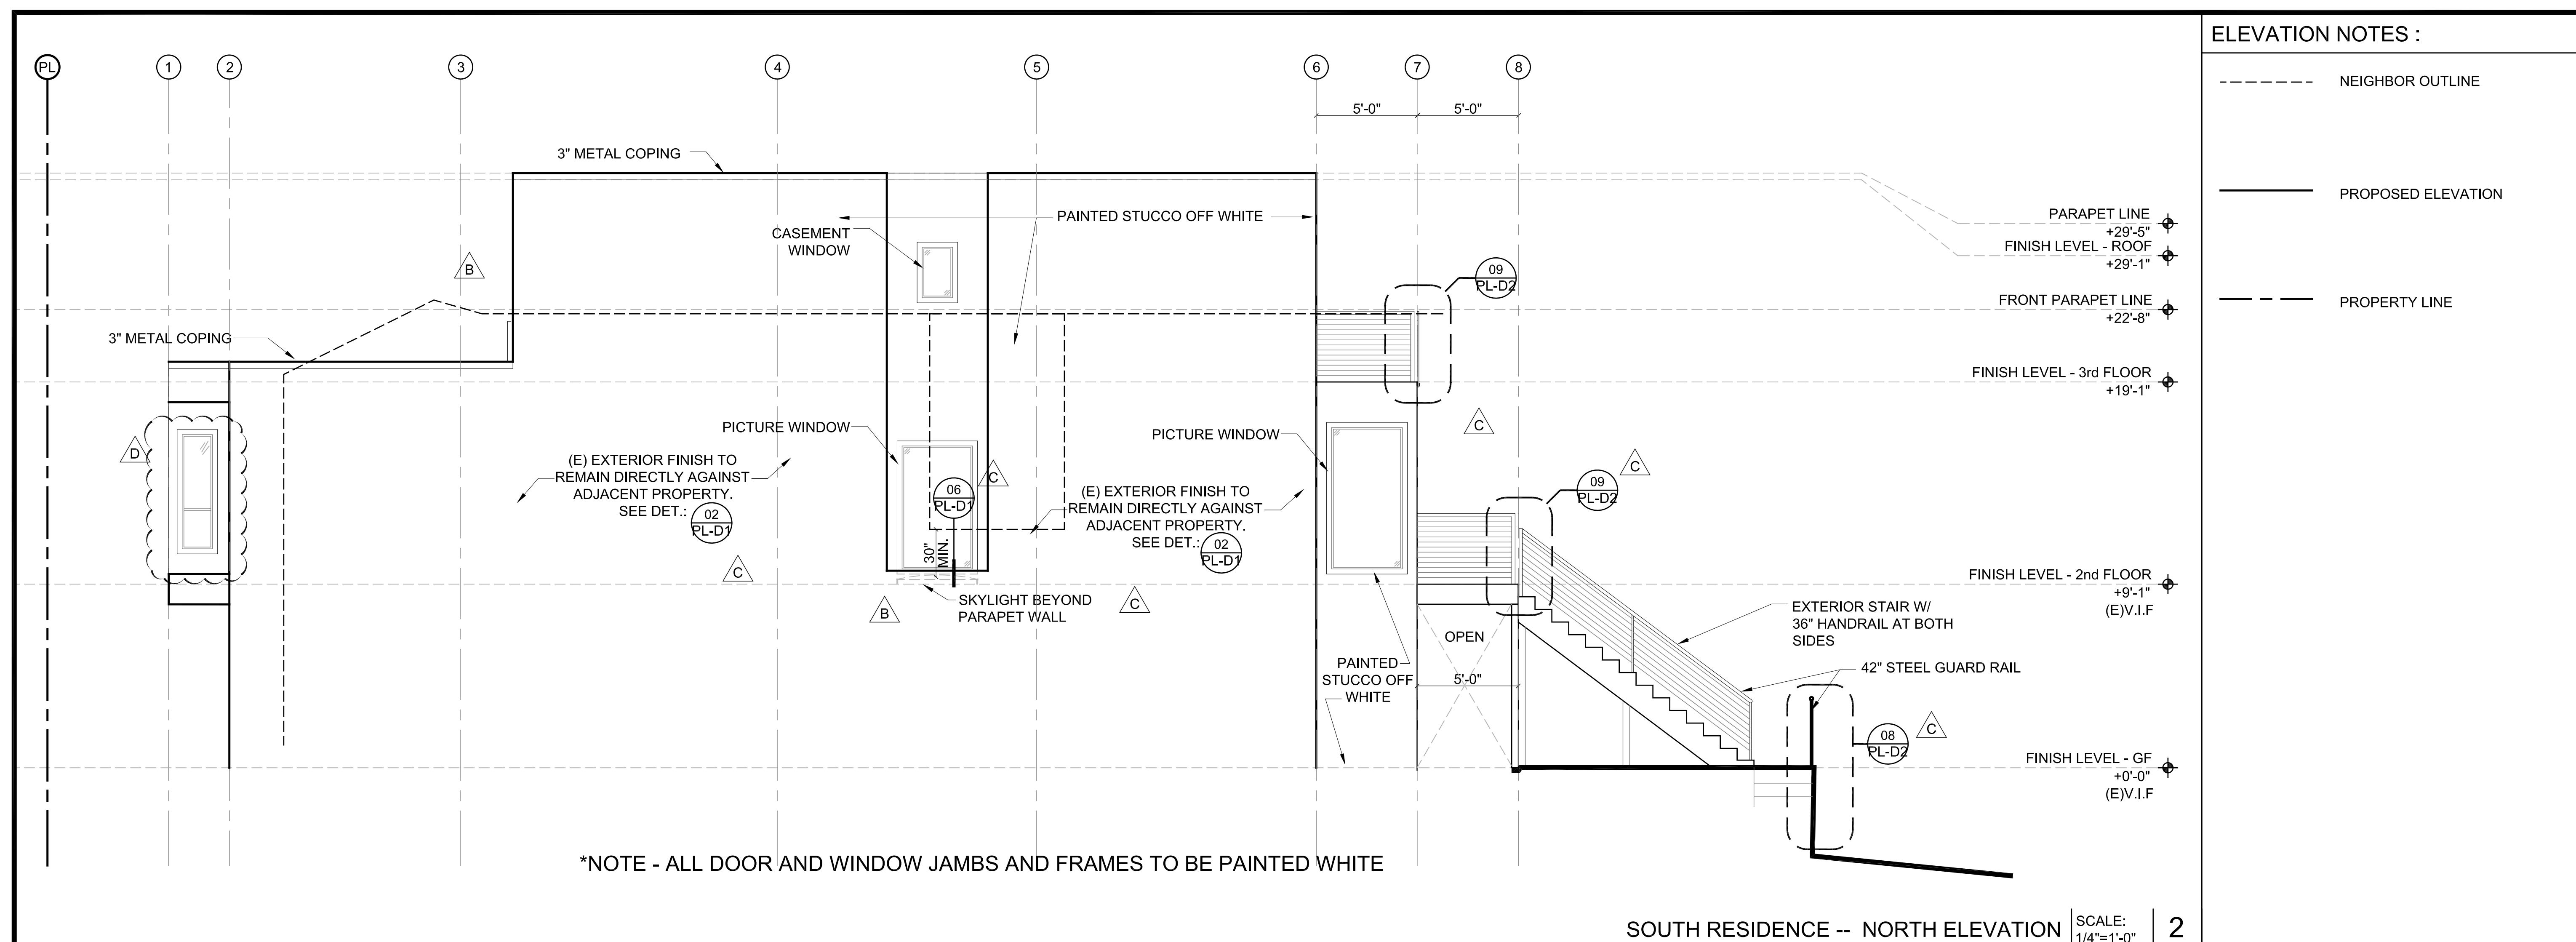 PL
1
2
3
4
5
6
7
8
5'-0"
5'-0"
3" METAL COPING
PAINTED STUCCO OFF WHITE
CASEMENT
WINDOW
B
3" METAL COPING
09
PL-D2
PARAPET LINE
+29'-5"
FINISH LEVEL - ROOF
+29'-1"
FRONT PARAPET LINE
+22'-8"
FINISH LEVEL - 3rd FLOOR
+19'-1"
D
PICTURE WINDOW
(E) EXTERIOR FINISH TO
REMAIN DIRECTLY AGAINST
ADJACENT PROPERTY.
SEE DET.:
02
PL-D1
C
06
PL-D1
C
30"
MIN.
B
SKYLIGHT BEYOND
PARAPET WALL
C
PICTURE WINDOW
(E) EXTERIOR FINISH TO
REMAIN DIRECTLY AGAINST
ADJACENT PROPERTY.
SEE DET.:
02
PL-D1
C
09
PL-D2
C
OPEN
5'-0"
PAINTED
STUCCO OFF
WHITE
EXTERIOR STAIR W/
36" HANDRAIL AT BOTH
SIDES
42" STEEL GUARD RAIL
08
PL-D2
C
FINISH LEVEL - 2nd FLOOR
+9'-1"
(E)V.I.F
FINISH LEVEL - GF
+0'-0"
(E)V.I.F
*NOTE - ALL DOOR AND WINDOW JAMBS AND FRAMES TO BE PAINTED WHITE
SOUTH RESIDENCE -- NORTH ELEVATION
SCALE:
1/4"=1'-0"
2
ELEVATION NOTES :
NEIGHBOR OUTLINE
PROPOSED ELEVATION
PROPERTY LINE